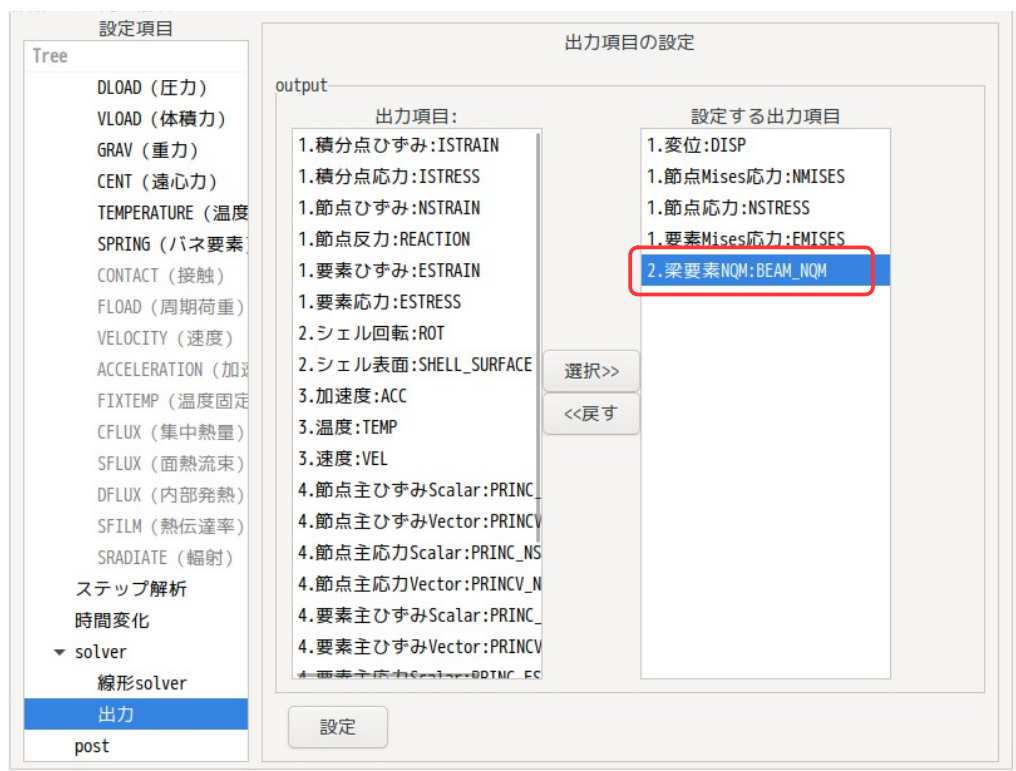 設定項目
Tree
DLOAD (圧力)
VLOAD (体積力)
GRAV (重力)
CENT (遠心力)
TEMPERATURE (温度
SPRING (バネ要素)
CONTACT (接触)
FLOAD (周期荷重)
VELOCITY (速度)
ACCELERATION (加速
FIXTEMP (温度固定
CFLUX (集中熱量)
SFLUX (面熱流束)
DFLUX (内部発熱)
SFILM (熱伝達率)
SRADIATE (輻射)
ステップ解析
時間変化
solver
線形solver
出力
post
出力項目の設定
output
出力項目:
1.積分点ひずみ:ISTRAIN
1.積分点応力:ISTRESS
1.節点ひずみ:NSTRAIN
1.節点反力:REACTION
1.要素ひずみ:ESTRAIN
1.要素応力:ESTRESS
2.シェル回転:ROT
2.シェル表面:SHELL_SURFACE
3.加速度:ACC
3.温度:TEMP
3.速度:VEL
4.節点主ひずみScalar:PRINC_
4.節点主ひずみVector:PRINCV
4.節点主応力Scalar:PRINC_NS
4.節点主応力Vector:PRINCV_N
4.要素主ひずみScalar:PRINC_
4.要素主ひずみVector:PRINCV
4.要素主応力Scalar:PRINC_ES
選択>>
<<戻す
設定する出力項目
1.変位:DISP
1.節点Mises応力:NMISES
1.節点応力:NSTRESS
1.要素Mises応力:EMISES
2.梁要素NQM:BEAM_NQM
設定